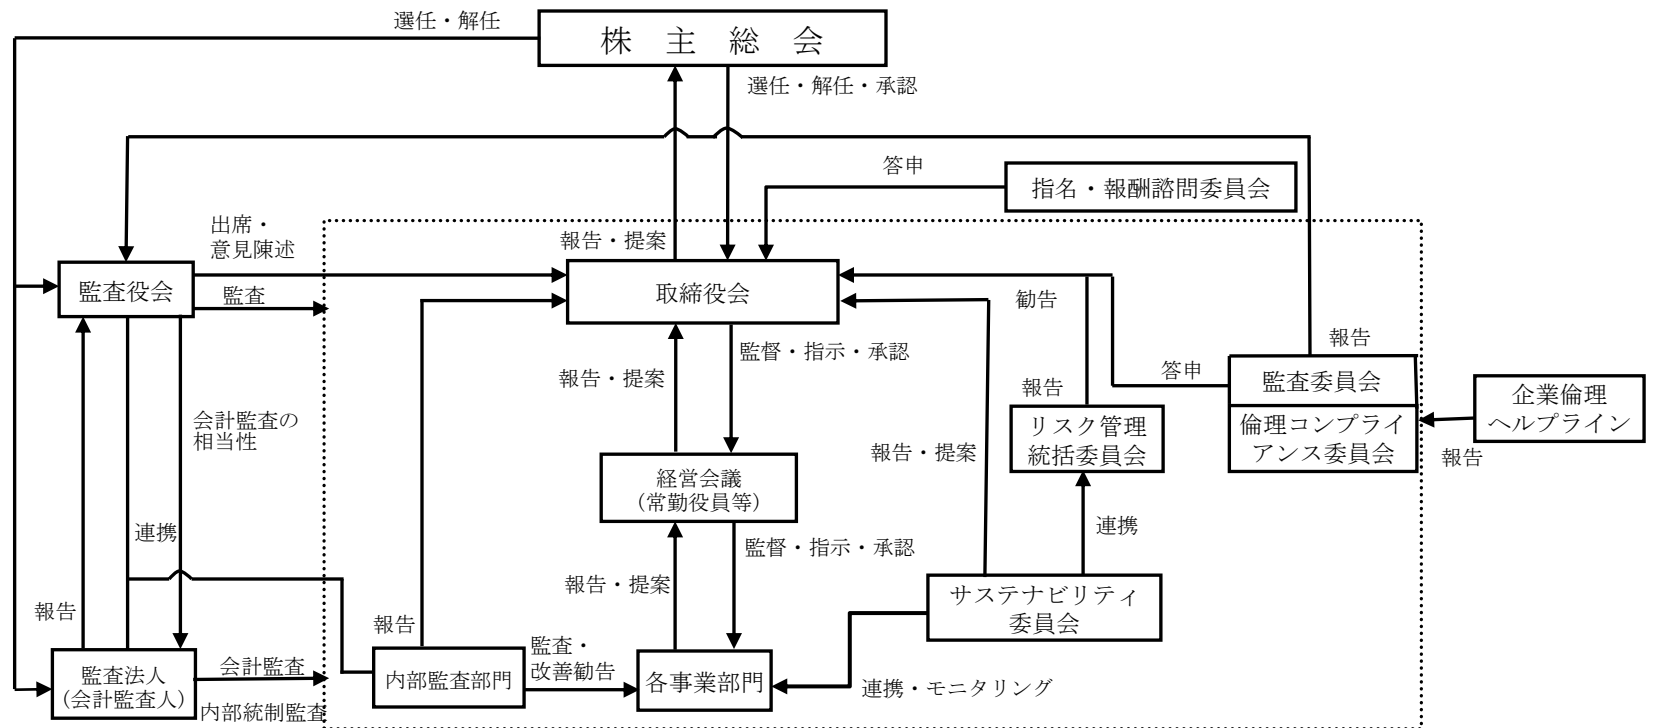 選任・解任
株 主 総 会
選任・解任・承認
答申
指名・報酬諮問委員会
出席・
意見陳述
報告・提案
監査役会
監査
取締役会
勧告
報告
監督・指示・承認
報告・提案
答申
監査委員会
企業倫理
ヘルプライン
報告
会計監査の
相当性
リスク管理
統括委員会
倫理コンプライ
アンス委員会
報告
報告・提案
経営会議
(常勤役員等)
連携
連携
監督・指示・承認
報告・提案
サステナビリティ
委員会
報告
報告
監査・
改善勧告
監査法人
(会計監査人)
会計監査
内部監査部門
各事業部門
連携・モニタリング
内部統制監査